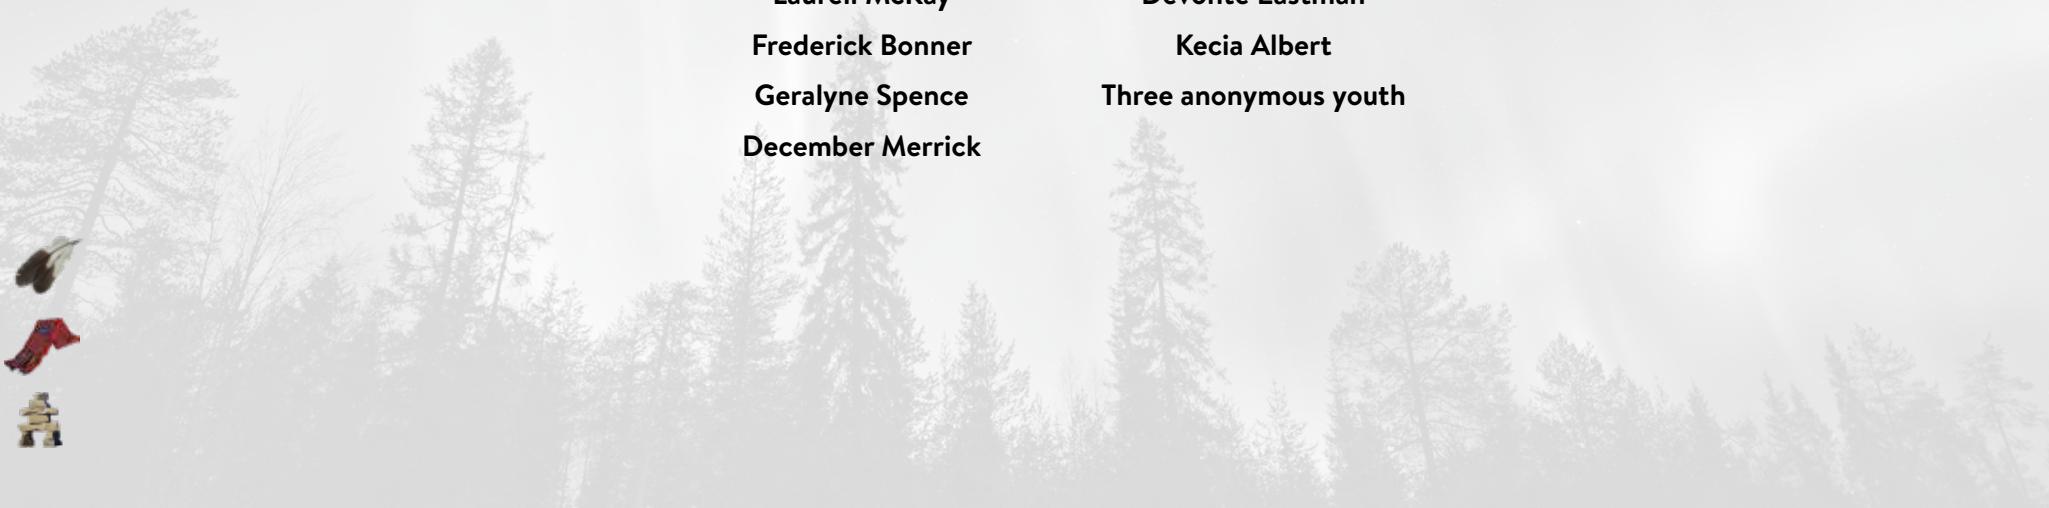 Frederick Bonner
Geralyne Spence
December Merrick
Kecia Albert
Three anonymous youth